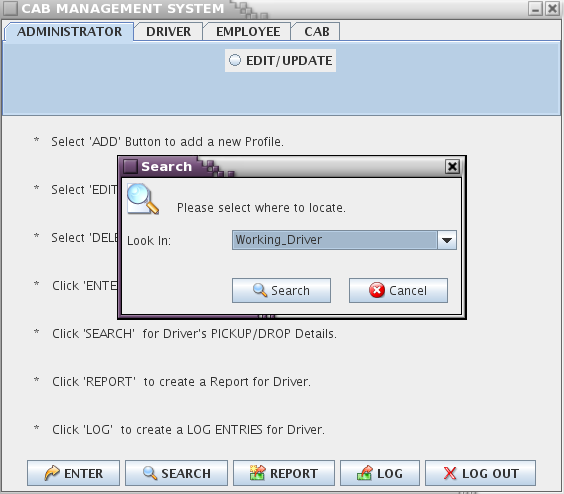 CAB MANAGEMENT SYSTEM
ADMINISTRATOR DRIVER EMPLOYEE CAB
EDIT/UPDATE
* Select 'ADD' Button to add a new Profile.
Search
* Select 'EDIT
Please select where to locate.
* Select 'DELE
Look In: Working_Driver
* Click 'ENTE
Search Cancel
* Click 'SEARCH' for Driver's PICKUP/DROP Details.
* Click 'REPORT' to create a Report for Driver.
* Click 'LOG' to create a LOG ENTRIES for Driver.
ENTER SEARCH REPORT LOG LOG OUT